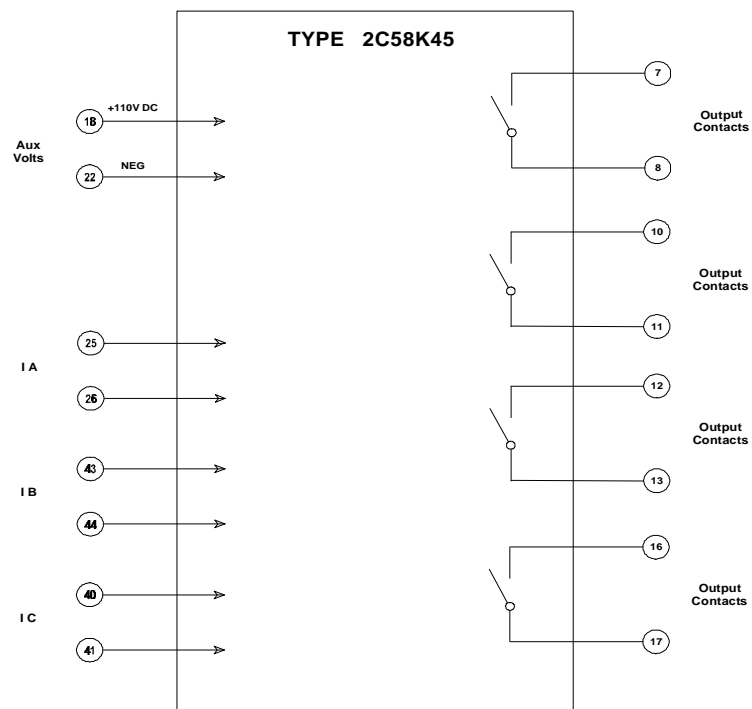 TYPE 2C58K45
Aux
Volts
18
+110V DC
22
NEG
I A
25
26
I B
43
44
I C
40
41
7
8
Output
Contacts
10
11
Output
Contacts
12
13
Output
Contacts
16
17
Output
Contacts